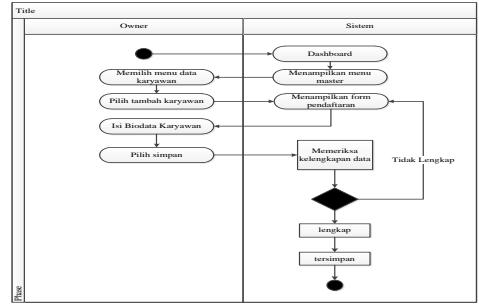 Title
Owner
Sistem
Dashboard
Memilih menu data
karyawan
Menampilkan menu
master
Pilih tambah karyawan
Menampilkan form
pendaftaran
Isi Biodata Karyawan
Pilih simpan
Memeriksa
kelengkapan data
Tidak Lengkap
lengkap
tersimpan
Phase